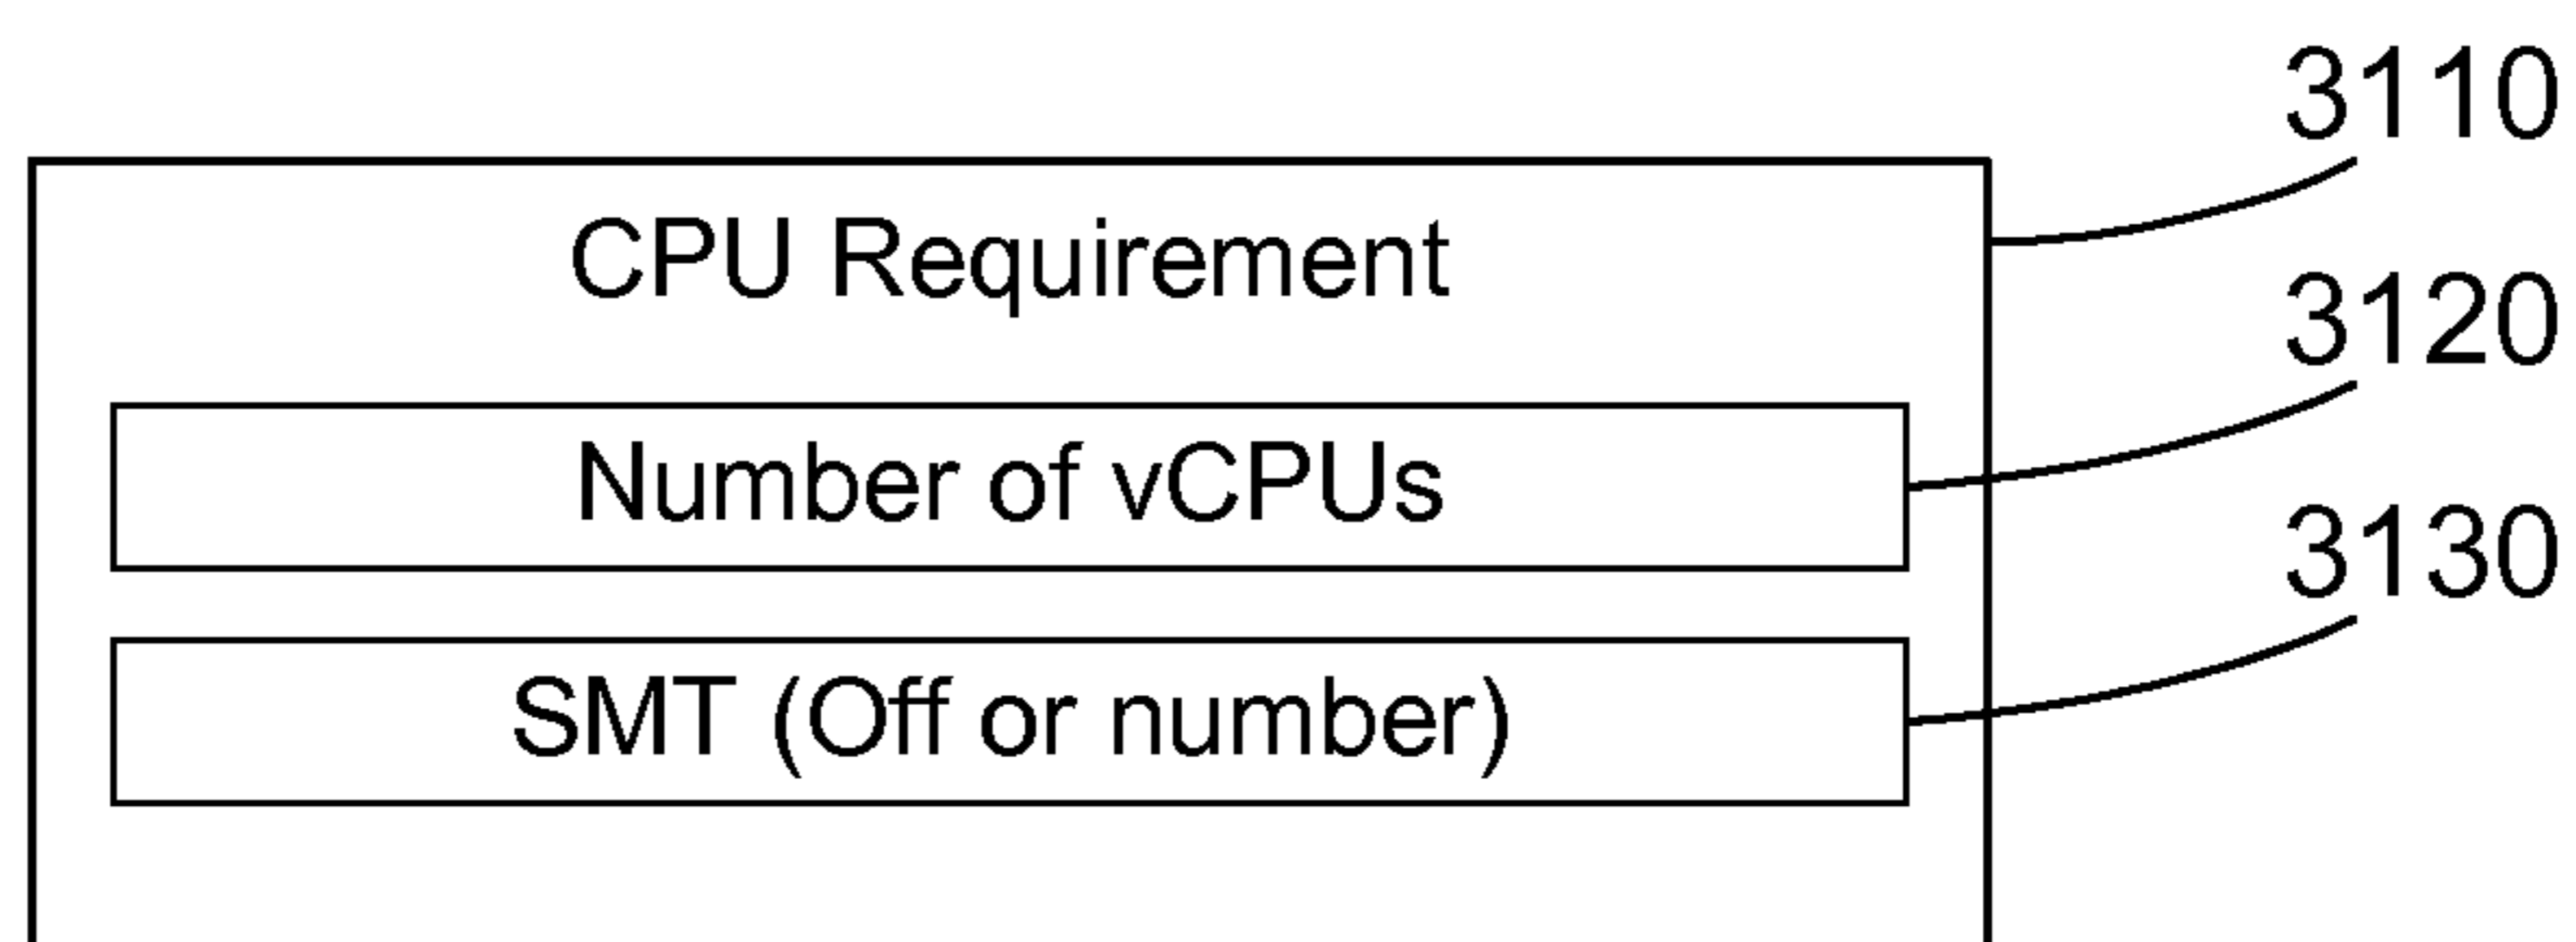 3110
CPU Requirement
3120
Number of vCPUs
3130
SMT (Off or number)